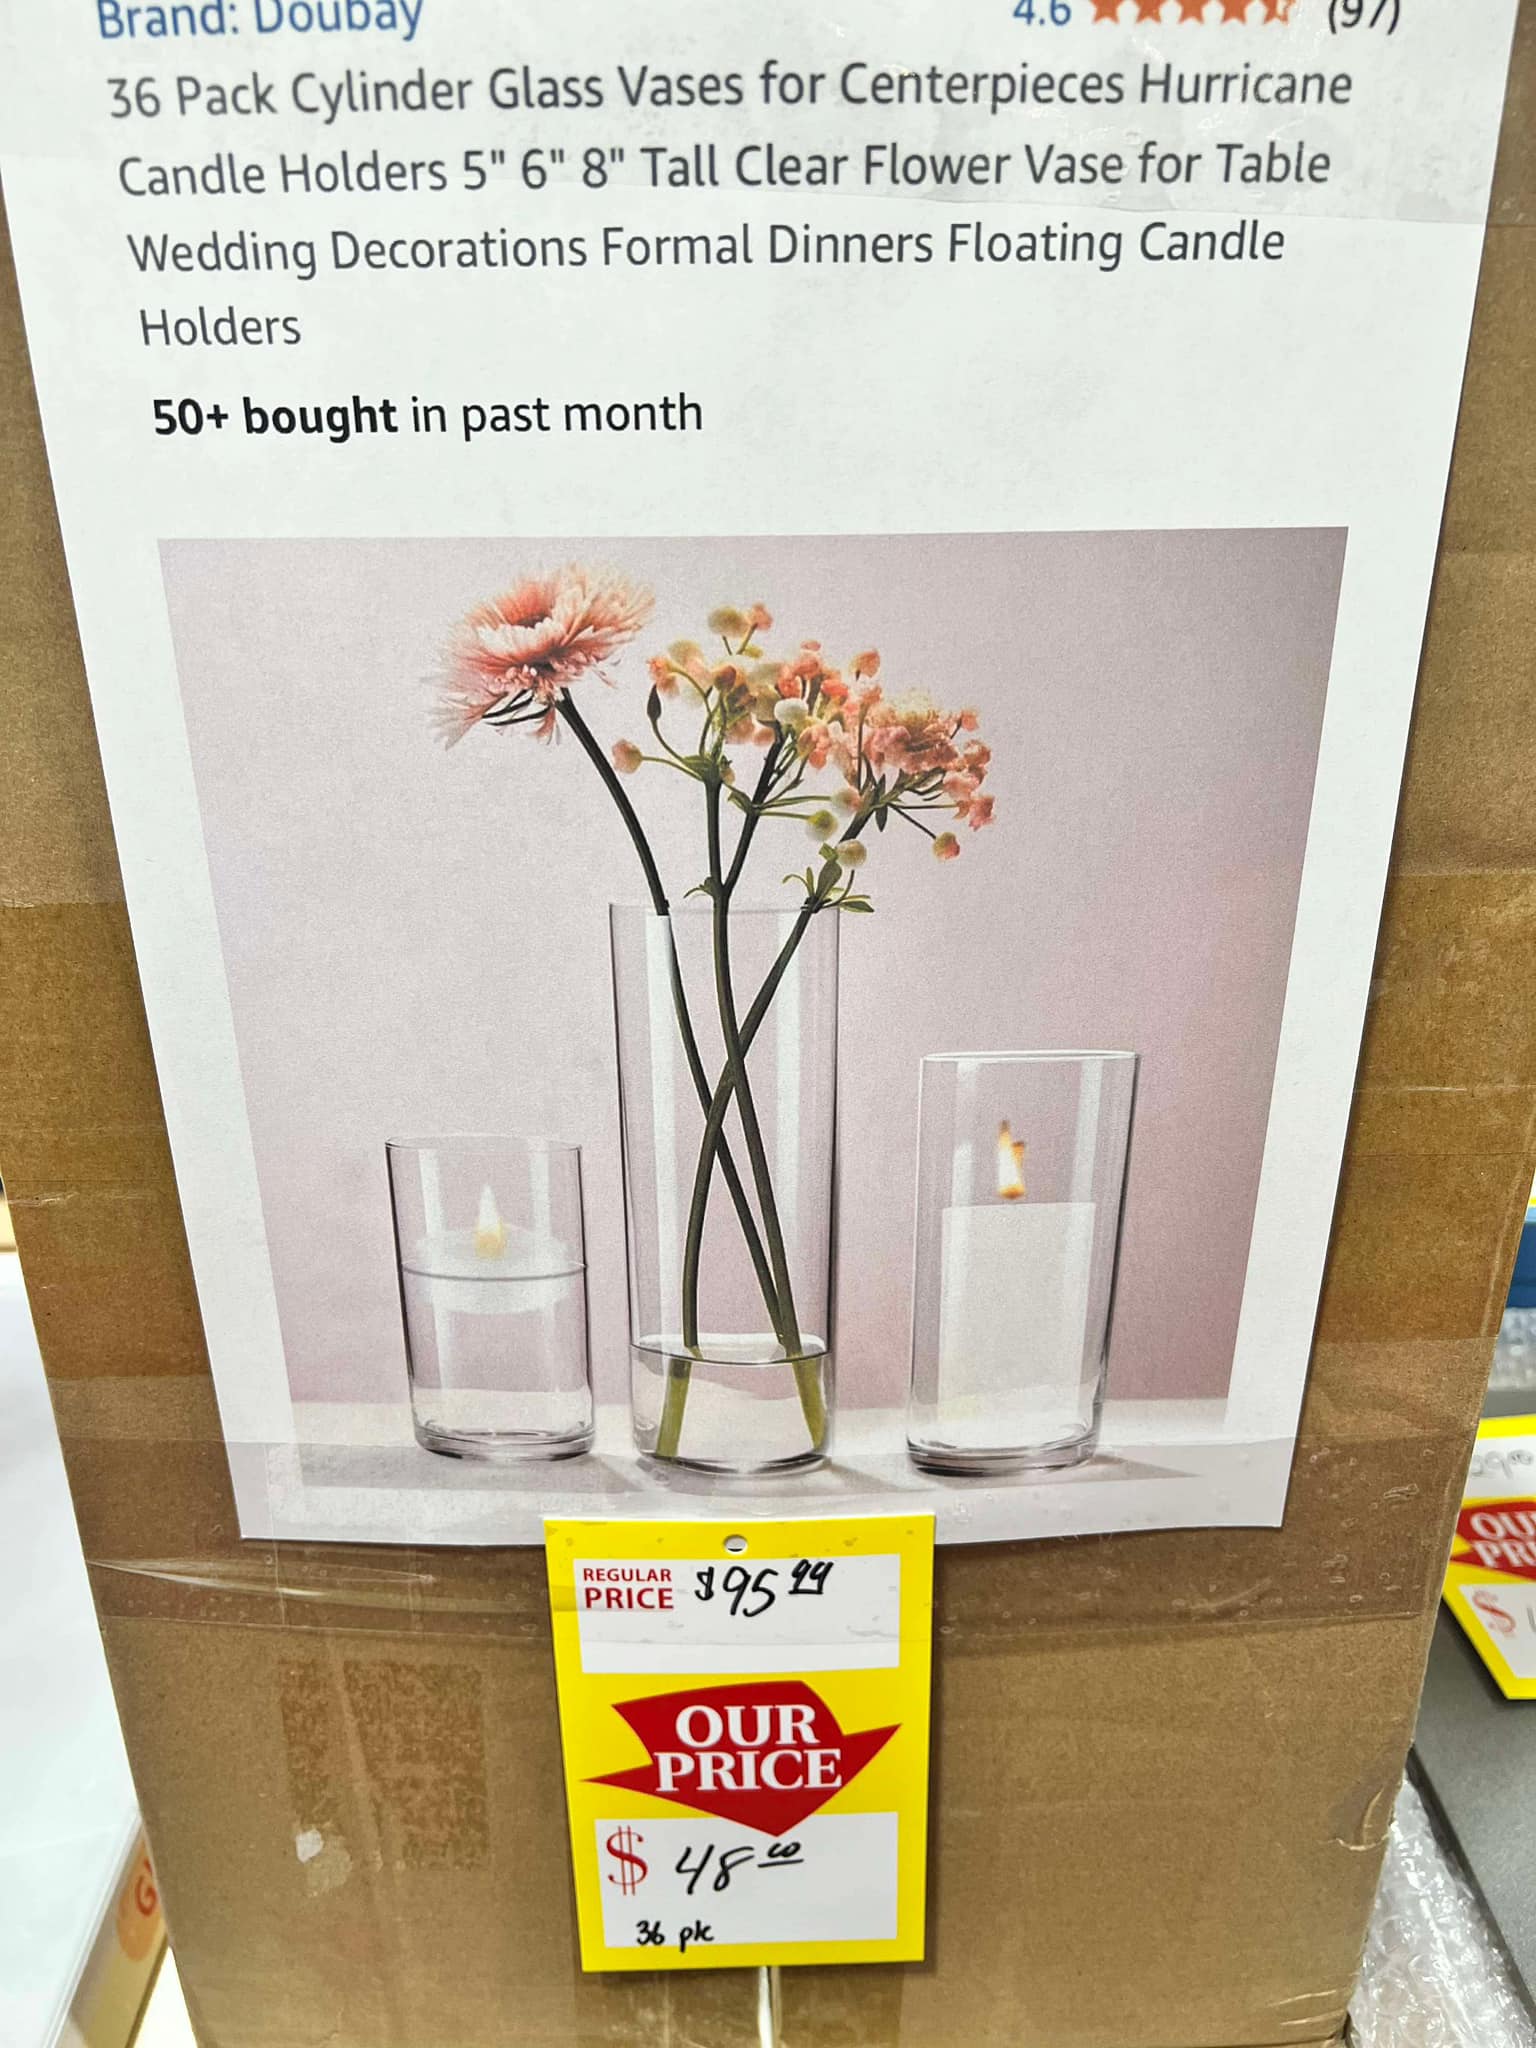 Brand: Doubay
4.6 (97)
36 Pack Cylinder Glass Vases for Centerpieces Hurricane
Candle Holders 5" 6" 8" Tall Clear Flower Vase for Table
Wedding Decorations Formal Dinners Floating Candle
Holders
50+ bought in past month
REGULAR
PRICE $95.99
OUR
PRICE
$ 48.00
36 pk
OU
PRI
$
G